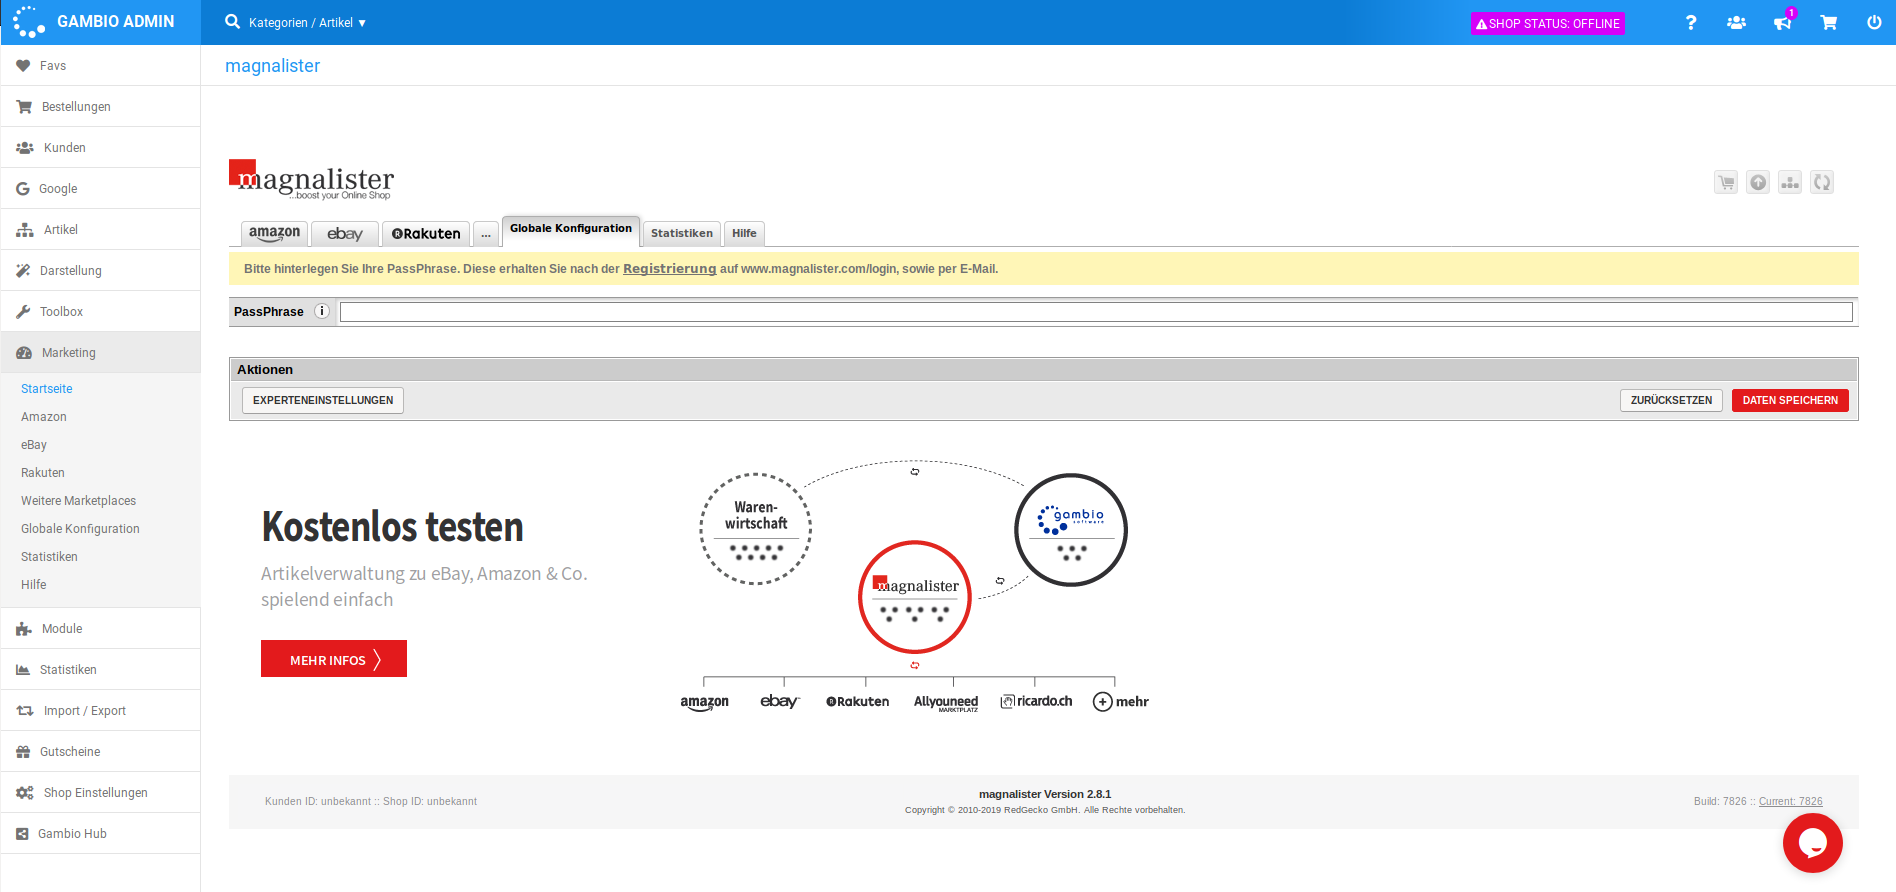 GAMBIO ADMIN
Kategorien / Artikel ▼
SHOP STATUS: OFFLINE
1
Favs
Bestellungen
Kunden
Google
Artikel
Darstellung
Toolbox
Marketing
Startseite
Amazon
eBay
Rakuten
Weitere Marketplaces
Globale Konfiguration
Statistiken
Hilfe
Module
Statistiken
Import / Export
Gutscheine
Shop Einstellungen
Gambio Hub
magnalister
magnalister
...boost your Online Shop
amazon
ebay
Rakuten
...
Globale Konfiguration
Statistiken
Hilfe
Bitte hinterlegen Sie Ihre PassPhrase. Diese erhalten Sie nach der Registrierung auf www.magnalister.com/login, sowie per E-Mail.
PassPhrase
Aktionen
EXPERTENEINSTELLUNGEN
ZURÜCKSETZEN
DATEN SPEICHERN
Kostenlos testen
Artikelverwaltung zu eBay, Amazon & Co.
spielend einfach
MEHR INFOS
Waren-
wirtschaft
gambio
software
magnalister
amazon
ebay
Rakuten
Allyouneed
MARKTPLATZ
ricardo.ch
mehr
Kunden ID: unbekannt :: Shop ID: unbekannt
magnalister Version 2.8.1
Copyright © 2010-2019 RedGecko GmbH. Alle Rechte vorbehalten.
Build: 7826 :: Current: 7826